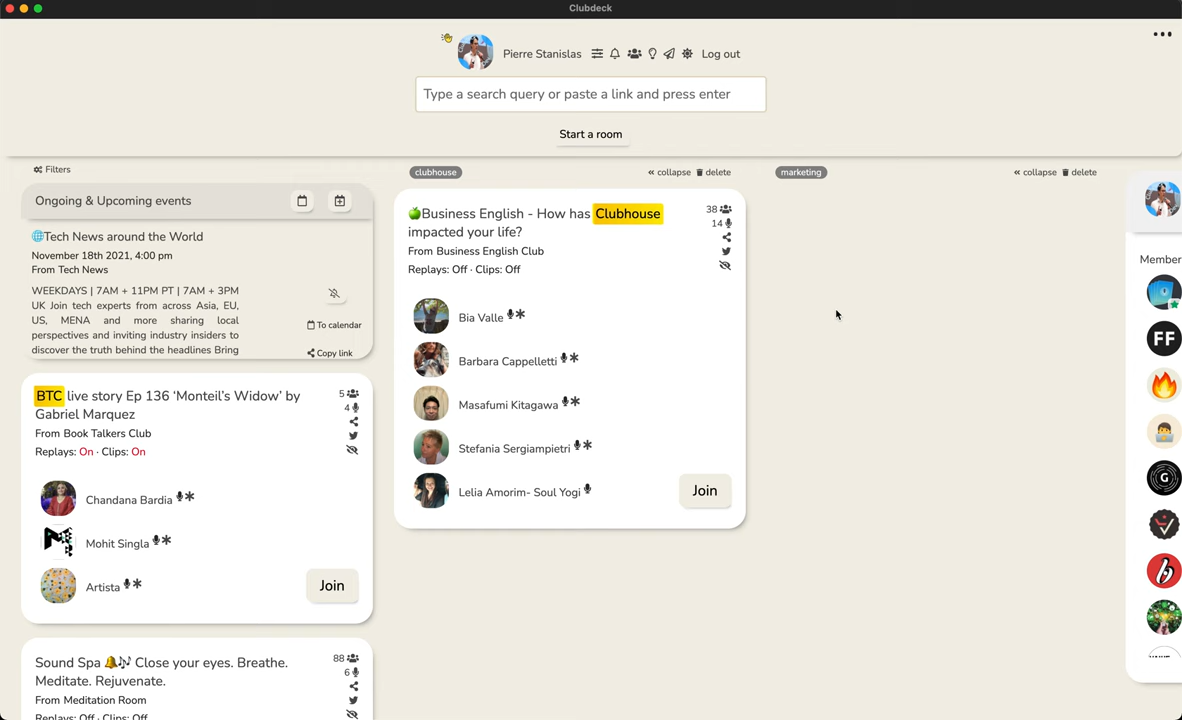 Clubdeck
Pierre Stanislas
Log out
Type a search query or paste a link and press enter
Start a room
Filters
Ongoing & Upcoming events
🌐Tech News around the World
November 18th 2021, 4:00 pm
From Tech News
WEEKDAYS | 7AM + 11PM PT | 7AM + 3PM
UK Join tech experts from across Asia, EU,
US, MENA and more sharing local
perspectives and inviting industry insiders to
discover the truth behind the headlines Bring
To calendar
Copy link
BTC live story Ep 136 ‘Monteil’s Widow’ by
Gabriel Marquez
From Book Talkers Club
Replays: On · Clips: On
5
4
Chandana Bardia
Mohit Singla
Artista
Join
Sound Spa 🔔🎶 Close your eyes. Breathe.
Meditate. Rejuvenate.
From Meditation Room
Replays: Off · Clips: Off
88
6
clubhouse
« collapse
delete
🍏Business English - How has Clubhouse
impacted your life?
From Business English Club
Replays: Off · Clips: Off
38
14
Bia Valle
Barbara Cappelletti
Masafumi Kitagawa
Stefania Sergiampietri
Lelia Amorim- Soul Yogi
Join
marketing
« collapse
delete
Member
FF
G